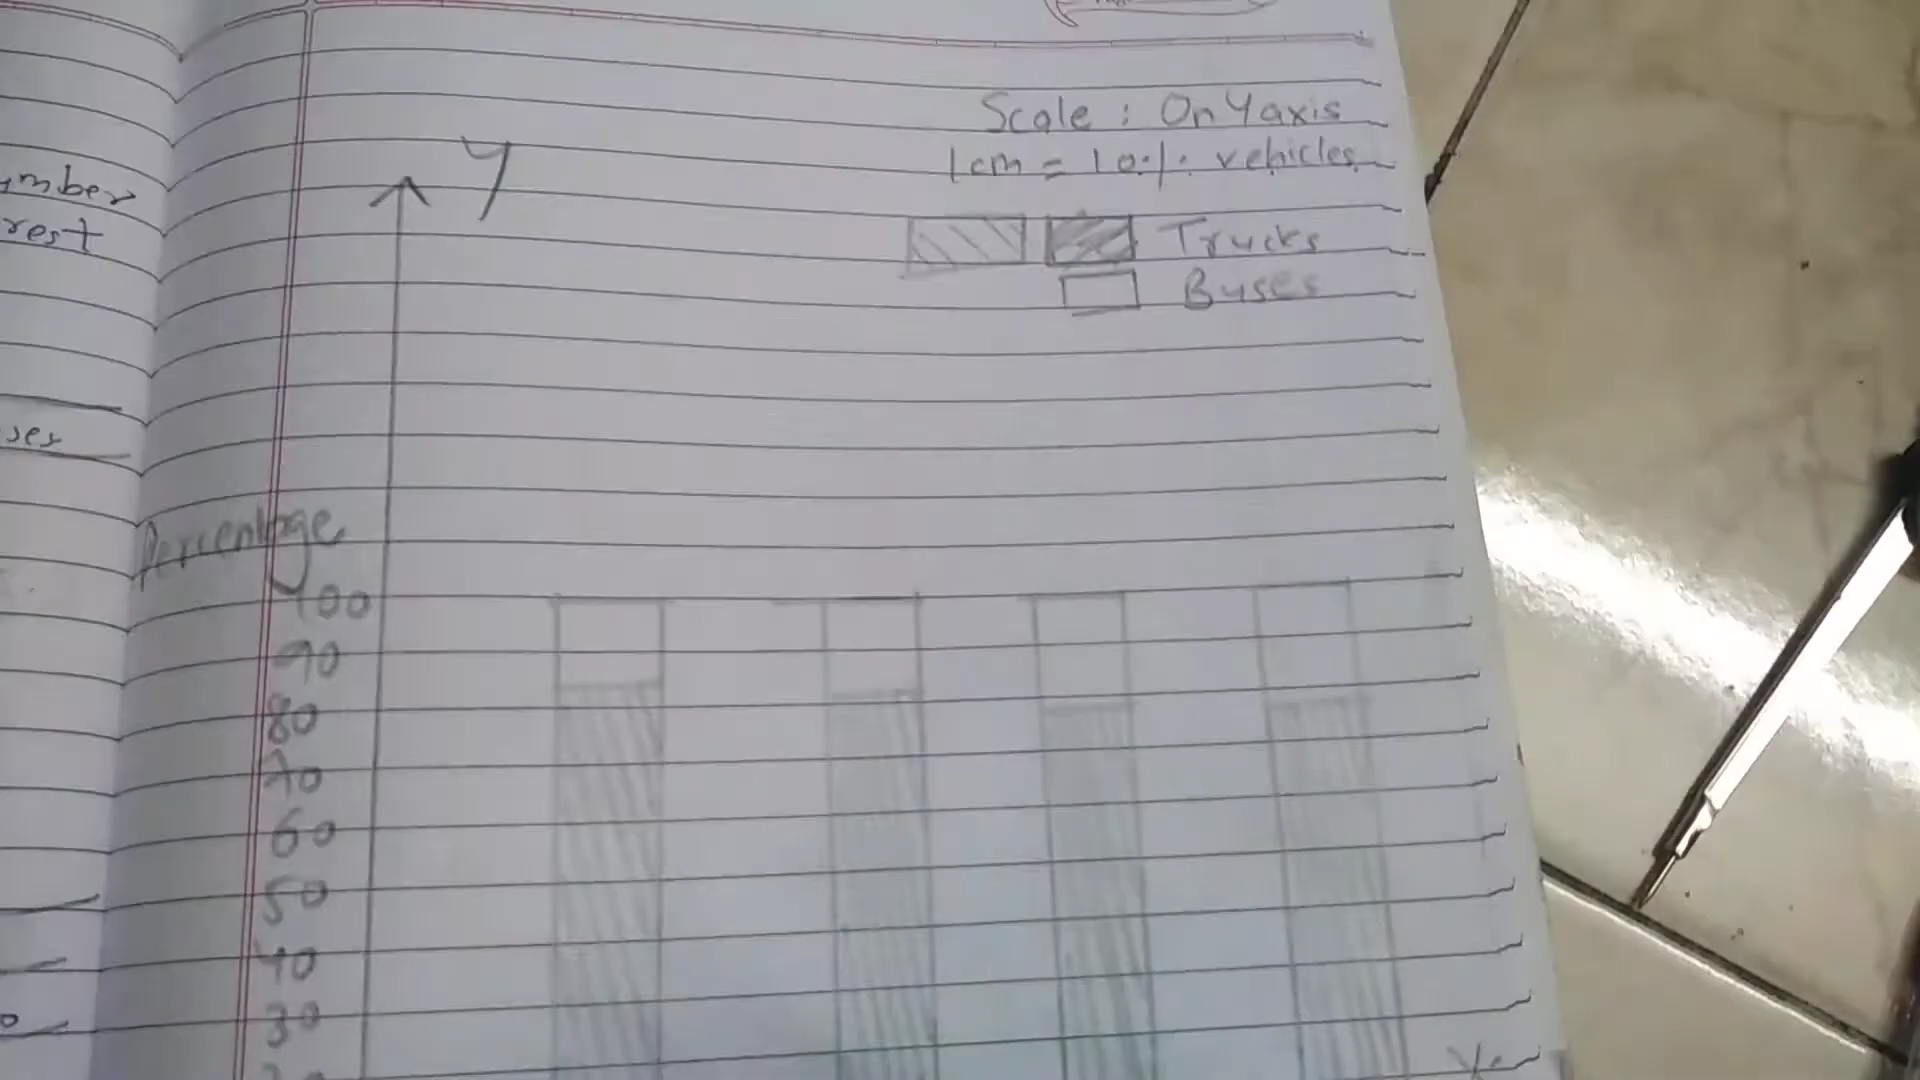 Scale : On Y axis
1cm = 10% vehicles
Y
Trucks
Buses
rest
Percentage
100
90
80
70
60
50
40
30